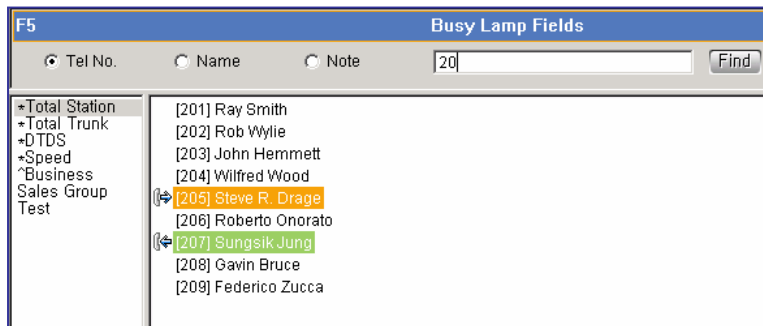 F5 Busy Lamp Fields
Tel No. Name Note 20 Find
*Total Station
*Total Trunk
*DTDS
*Speed
^Business
Sales Group
Test
[201] Ray Smith
[202] Rob Wylie
[203] John Hemmett
[204] Wilfred Wood
[205] Steve R. Drage
[206] Roberto Onorato
[207] Sungsik Jung
[208] Gavin Bruce
[209] Federico Zucca